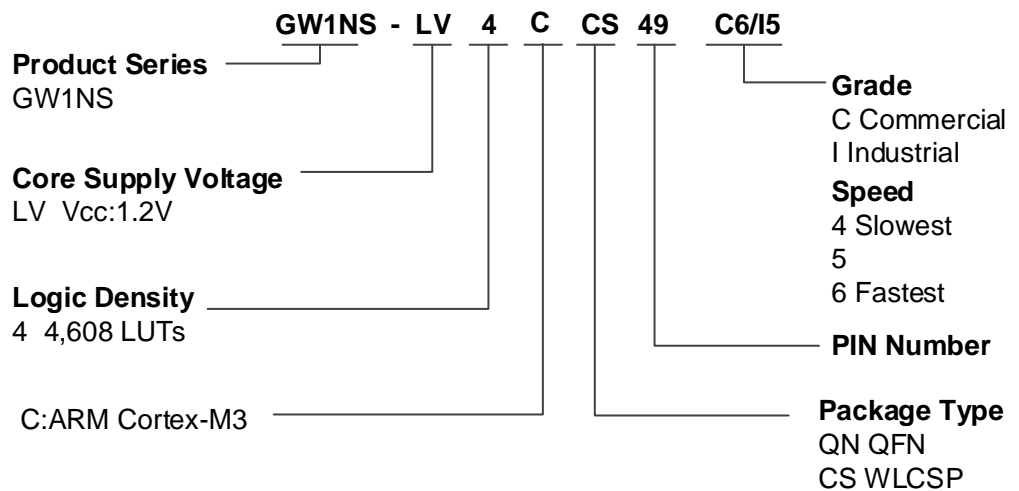 GW1NS - LV 4 C CS 49 C6/I5
Product Series
GW1NS
Core Supply Voltage
LV Vcc:1.2V
Logic Density
4 4,608 LUTs
C:ARM Cortex-M3
Grade
C Commercial
I Industrial
Speed
4 Slowest
5
6 Fastest
PIN Number
Package Type
QN QFN
CS WLCSP